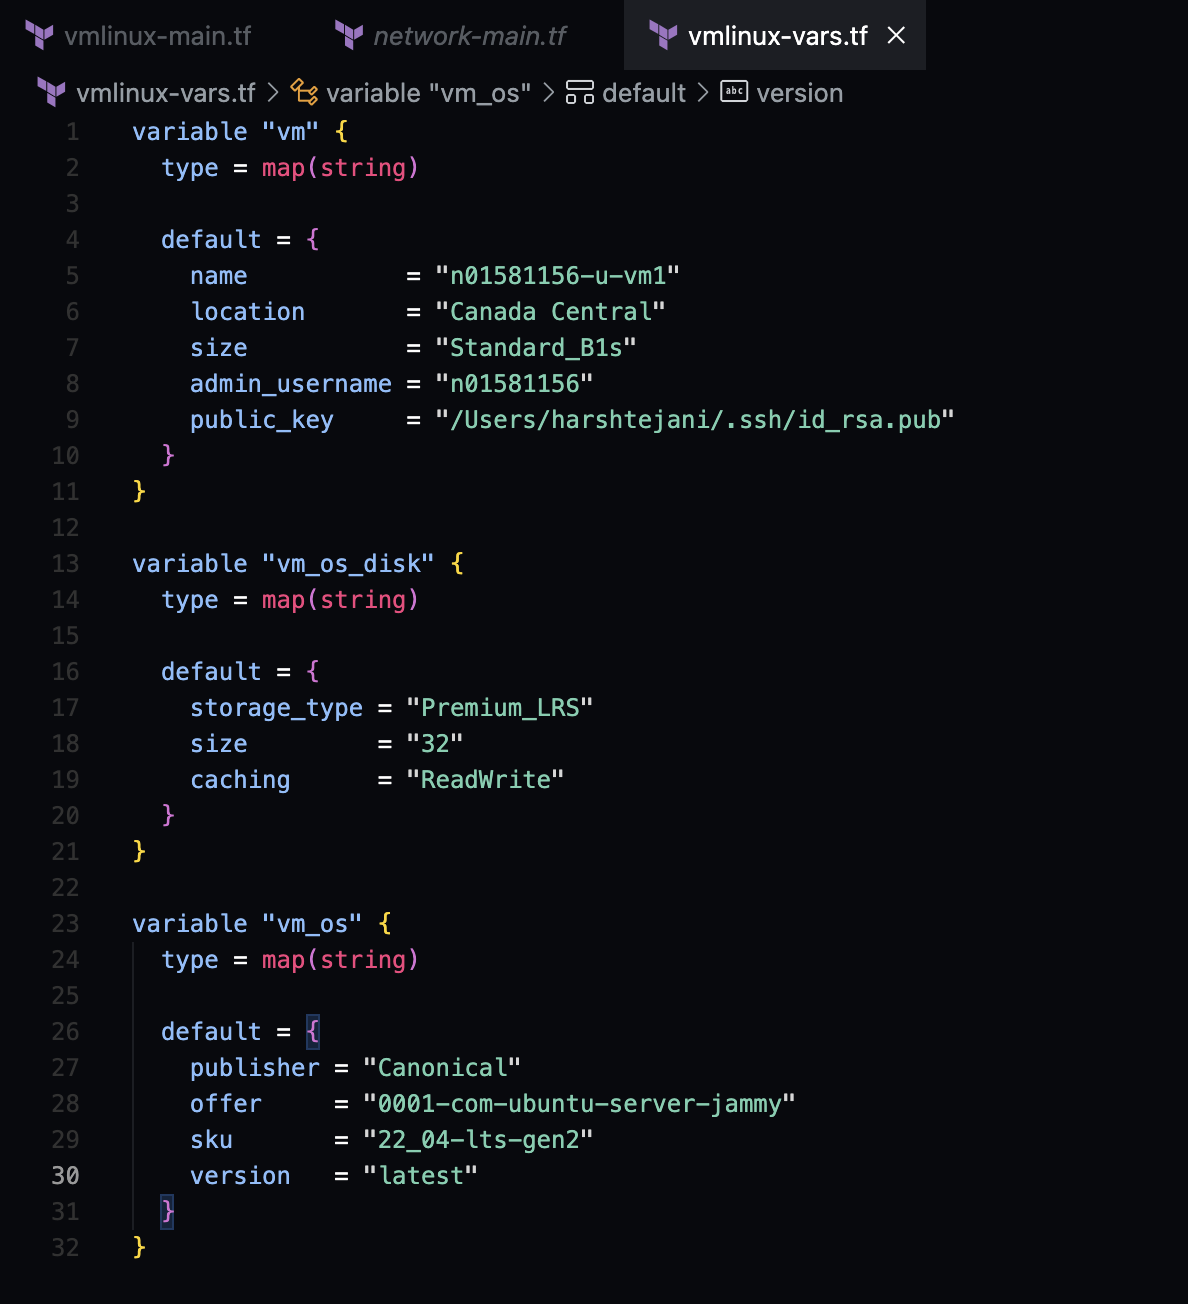 vmlinux-main.tf network-main.tf vmlinux-vars.tf
vmlinux-vars.tf > variable "vm_os" > default > abc version
1 variable "vm" {
2   type = map(string)
3
4   default = {
5     name           = "n01581156-u-vm1"
6     location       = "Canada Central"
7     size           = "Standard_B1s"
8     admin_username = "n01581156"
9     public_key     = "/Users/harshtejani/.ssh/id_rsa.pub"
10   }
11 }
12
13 variable "vm_os_disk" {
14   type = map(string)
15
16   default = {
17     storage_type = "Premium_LRS"
18     size         = "32"
19     caching      = "ReadWrite"
20   }
21 }
22
23 variable "vm_os" {
24   type = map(string)
25
26   default = {
27     publisher = "Canonical"
28     offer     = "0001-com-ubuntu-server-jammy"
29     sku       = "22_04-lts-gen2"
30     version   = "latest"
31   }
32 }